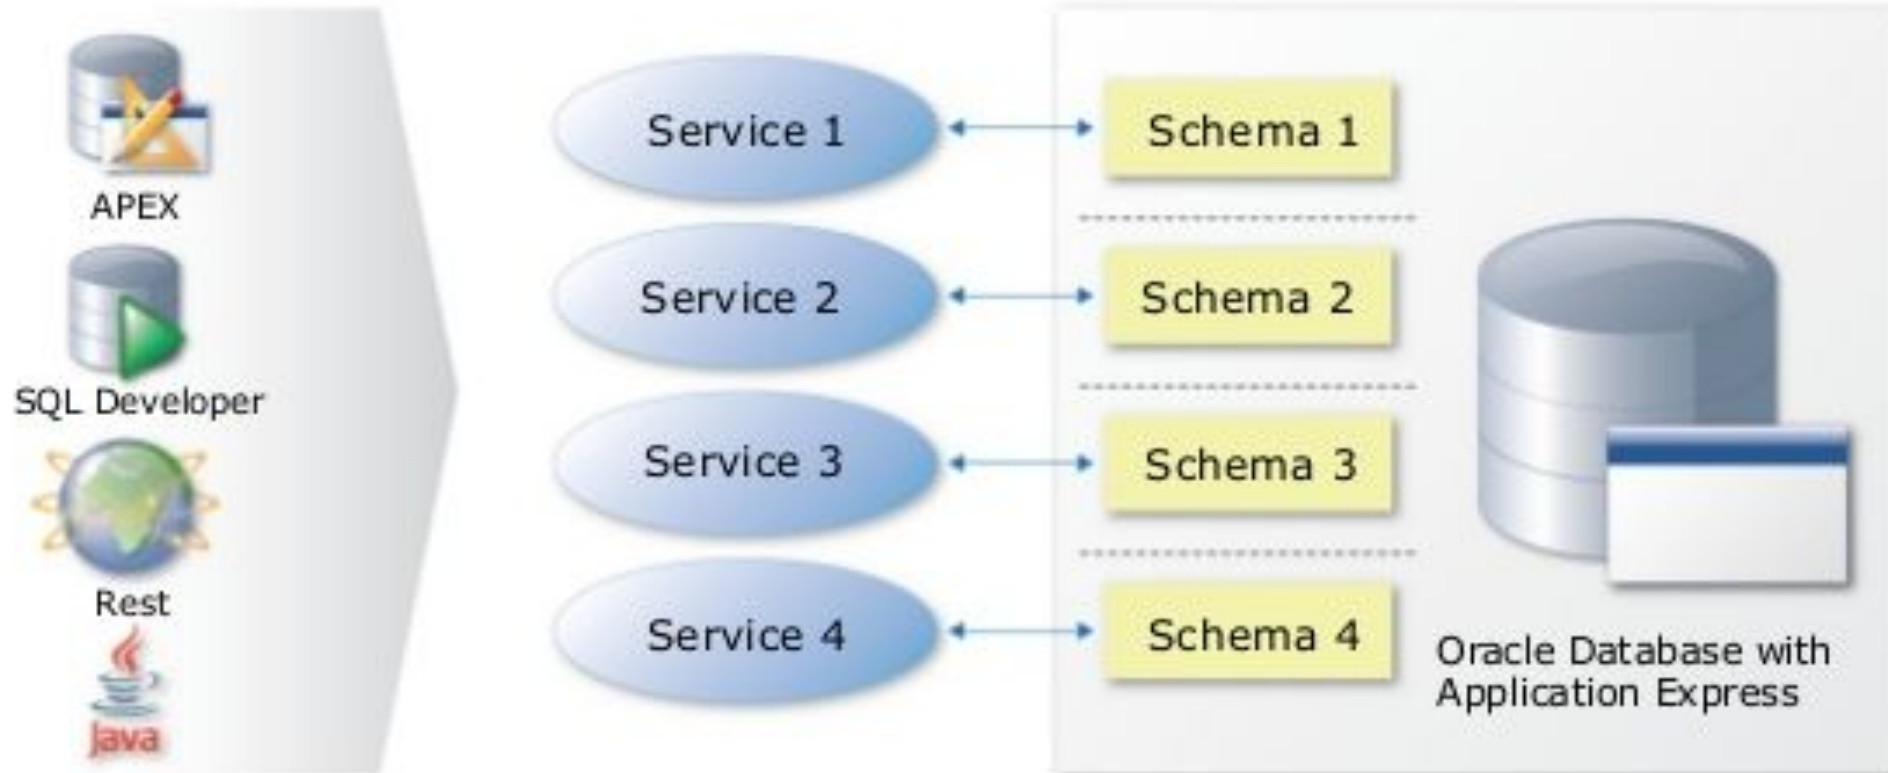 APEX
SQL Developer
Rest
Java
Service 1
Schema 1
Service 2
Schema 2
Service 3
Schema 3
Service 4
Schema 4
Oracle Database with
Application Express